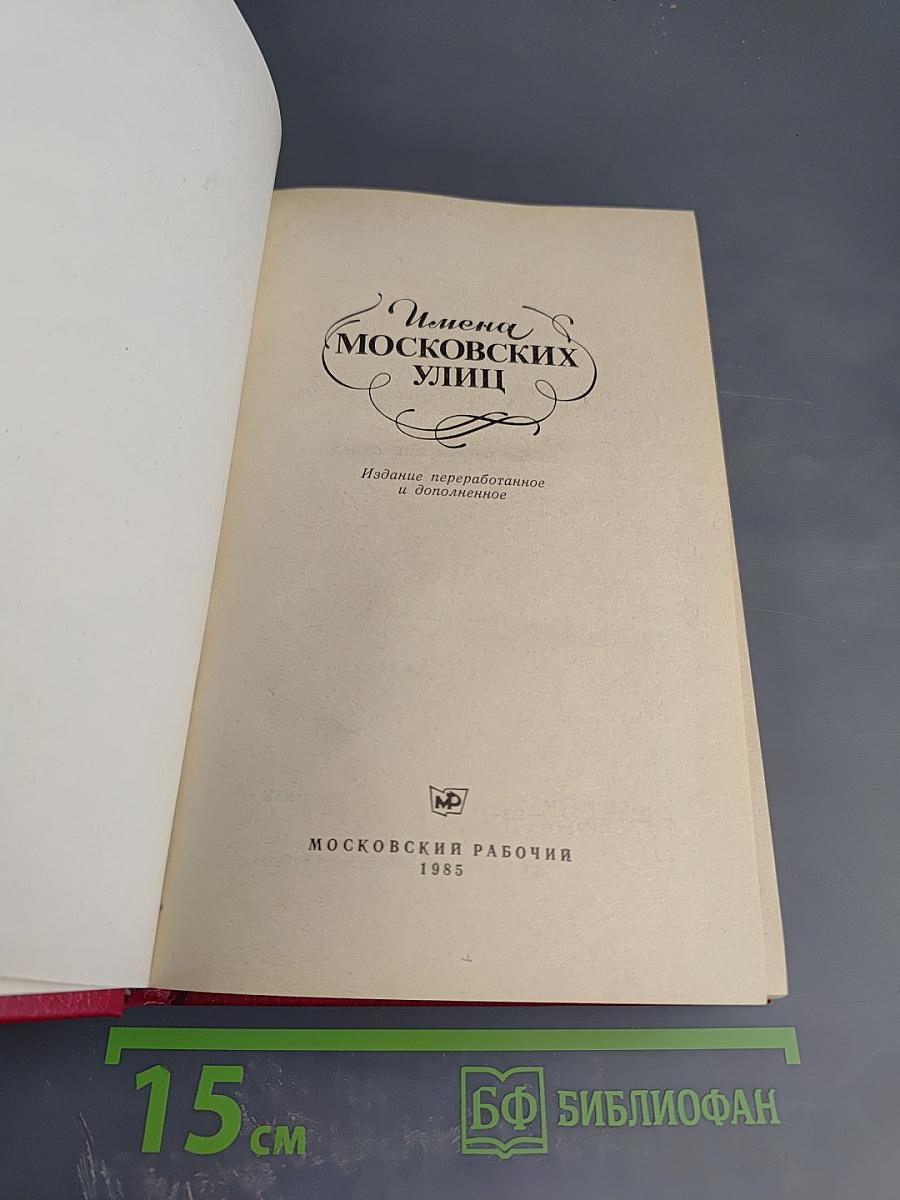 Имена
МОСКОВСКИХ
УЛИЦ
Издание переработанное
и дополненное
МР
МОСКОВСКИЙ РАБОЧИЙ
1985
15 см
БФ БИБЛИОФАН